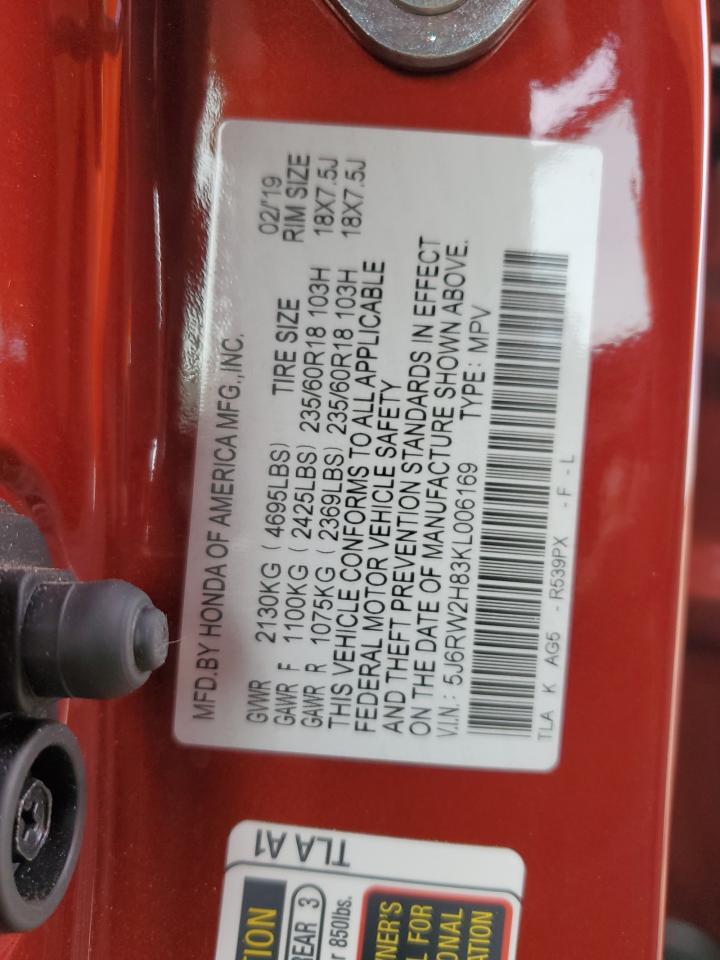 MFD.BY HONDA OF AMERICA MFG.,INC.
02/'19
GVWR 2130KG ( 4695LBS) TIRE SIZE RIM SIZE
GAWR F 1100KG ( 2425LBS) 235/60R18 103H 18X7.5J
GAWR R 1075KG ( 2369LBS) 235/60R18 103H 18X7.5J
THIS VEHICLE CONFORMS TO ALL APPLICABLE
FEDERAL MOTOR VEHICLE SAFETY
AND THEFT PREVENTION STANDARDS IN EFFECT
ON THE DATE OF MANUFACTURE SHOWN ABOVE.
V.I.N.: 5J6RW2H83KL006169 TYPE: MPV
TLA K AG5 - R539PX - F - L
TLA A1
REAR 3
r 850lbs.